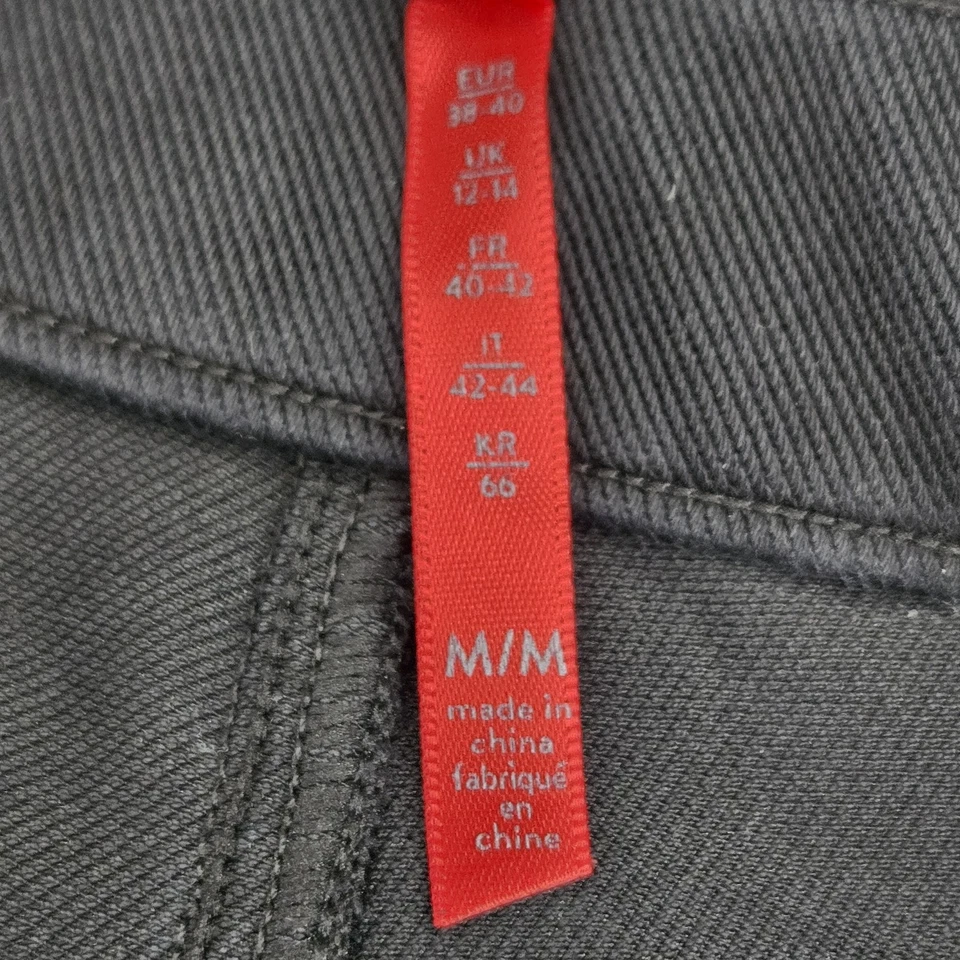 EUR
38-40
UK
12-14
FR
40-42
IT
42-44
KR
66
M/M
made in
china
fabriqué
en
chine